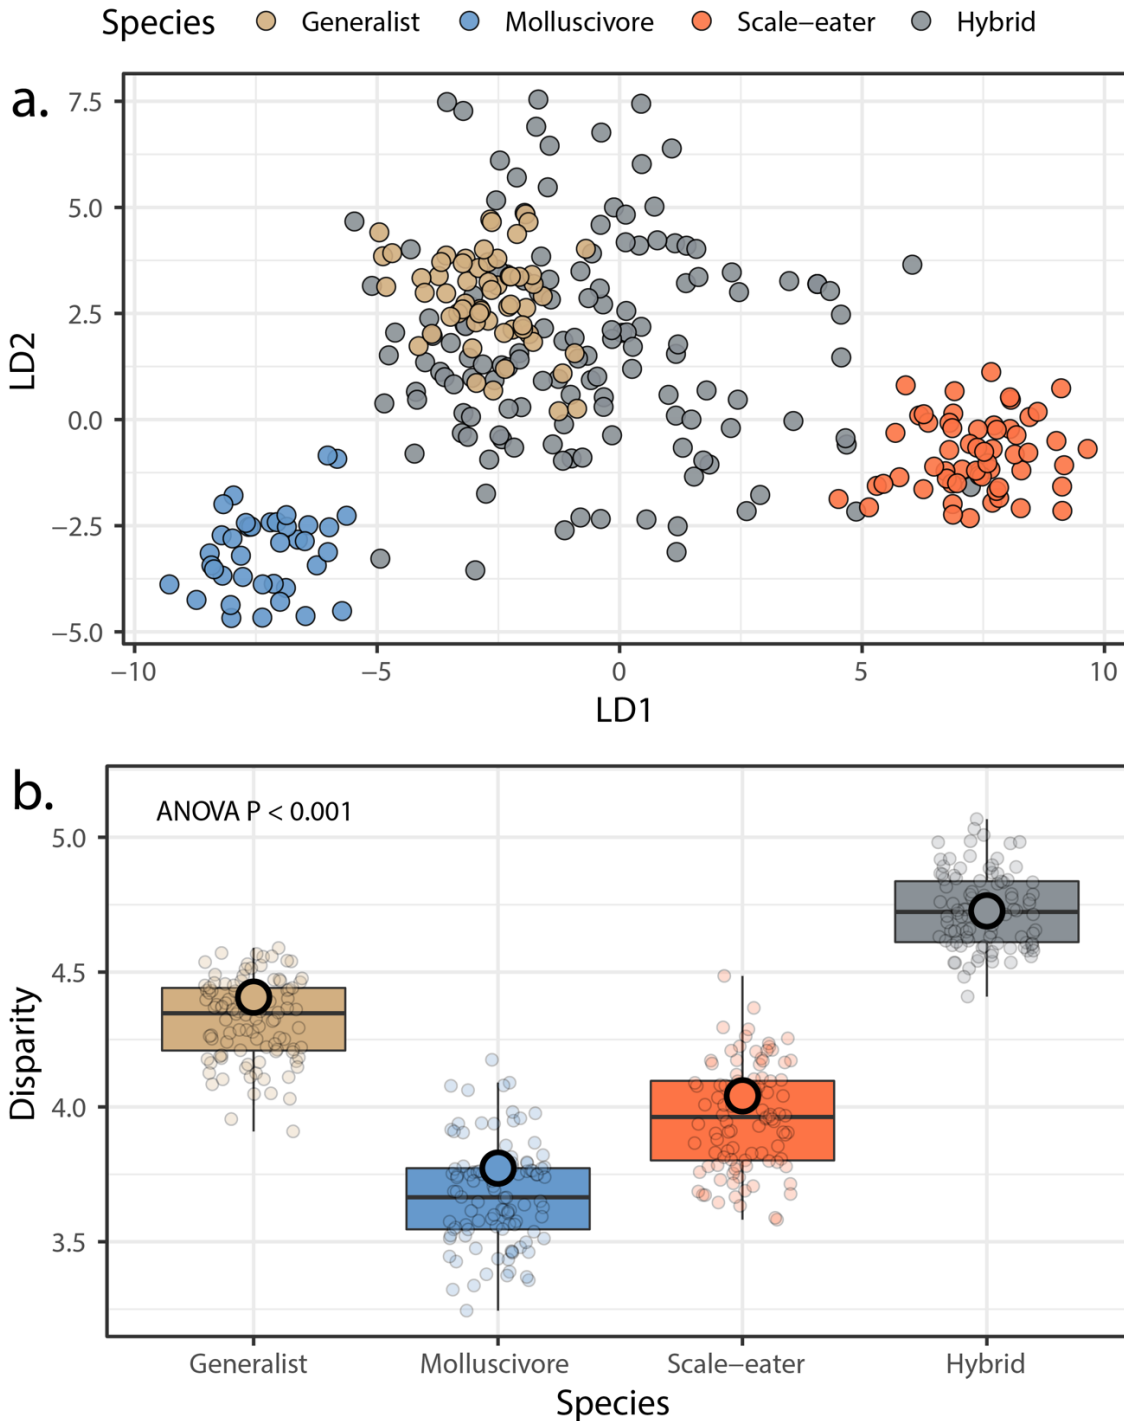 Species Generalist Molluscivore Scale−eater Hybrid
a.
7.5
5.0
2.5
0.0
−2.5
−5.0
LD2
−10 −5 0 5 10
LD1
b.
ANOVA P < 0.001
5.0
4.5
4.0
3.5
Disparity
Generalist Molluscivore Scale−eater Hybrid
Species